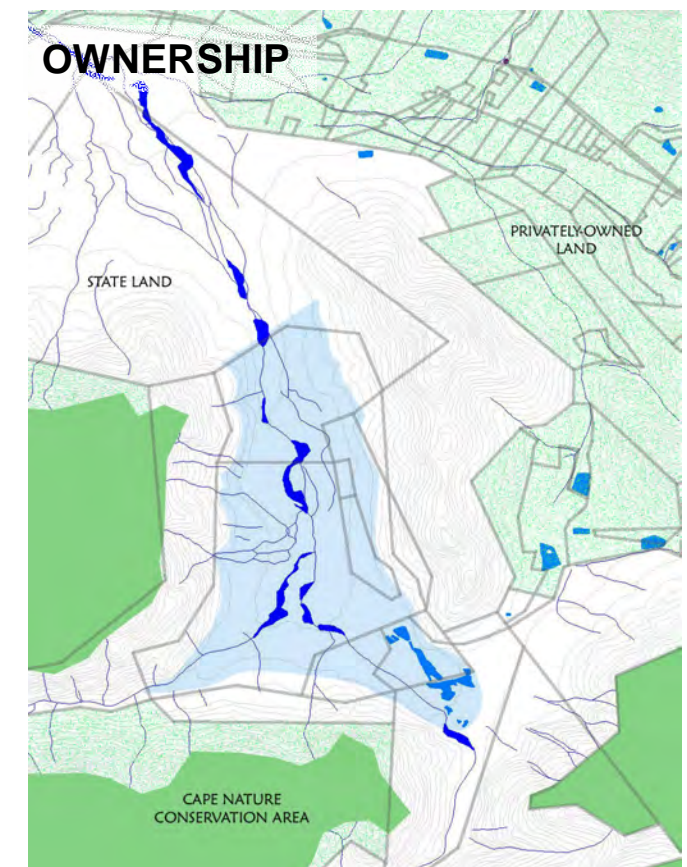 OWNERSHIP
PRIVATELY-OWNED
LAND
STATE LAND
CAPE NATURE
CONSERVATION AREA